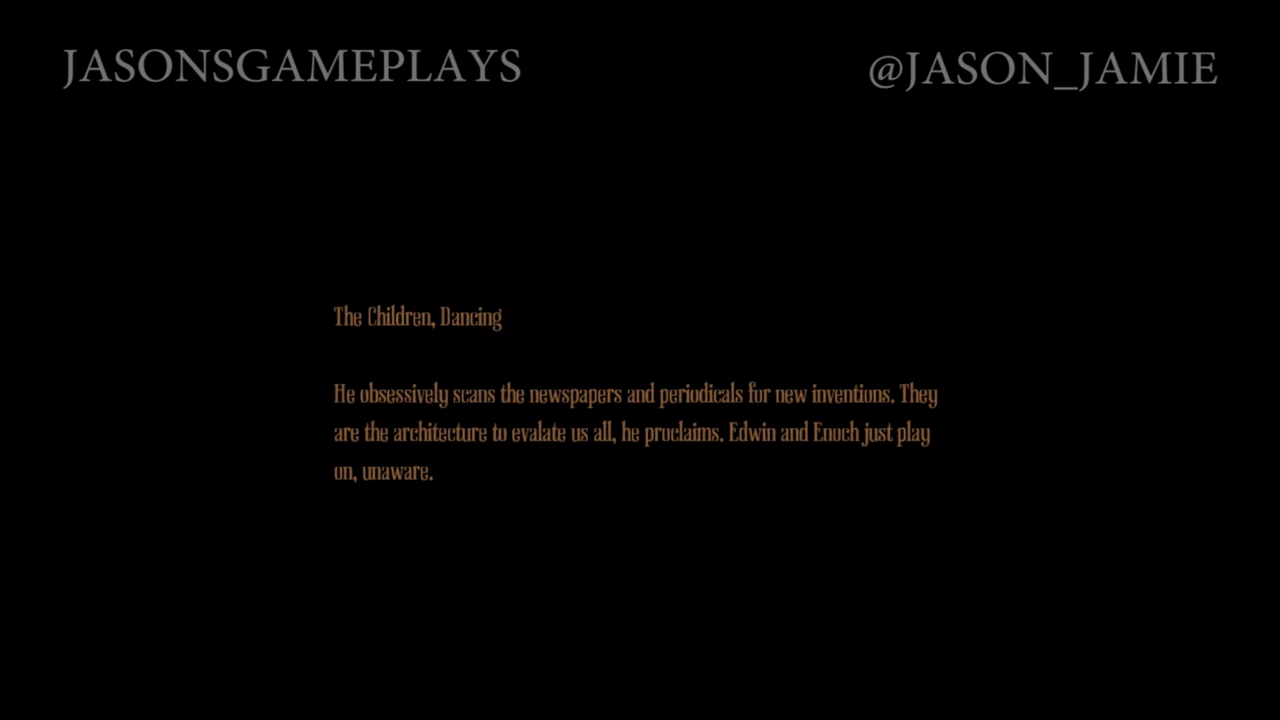 JASONSGAMEPLAYS
@JASON_JAMIE
The Children, Dancing
He obsessively scans the newspapers and periodicals for new inventions. They
are the architecture to evalate us all, he proclaims. Edwin and Enoch just play
on, unaware.